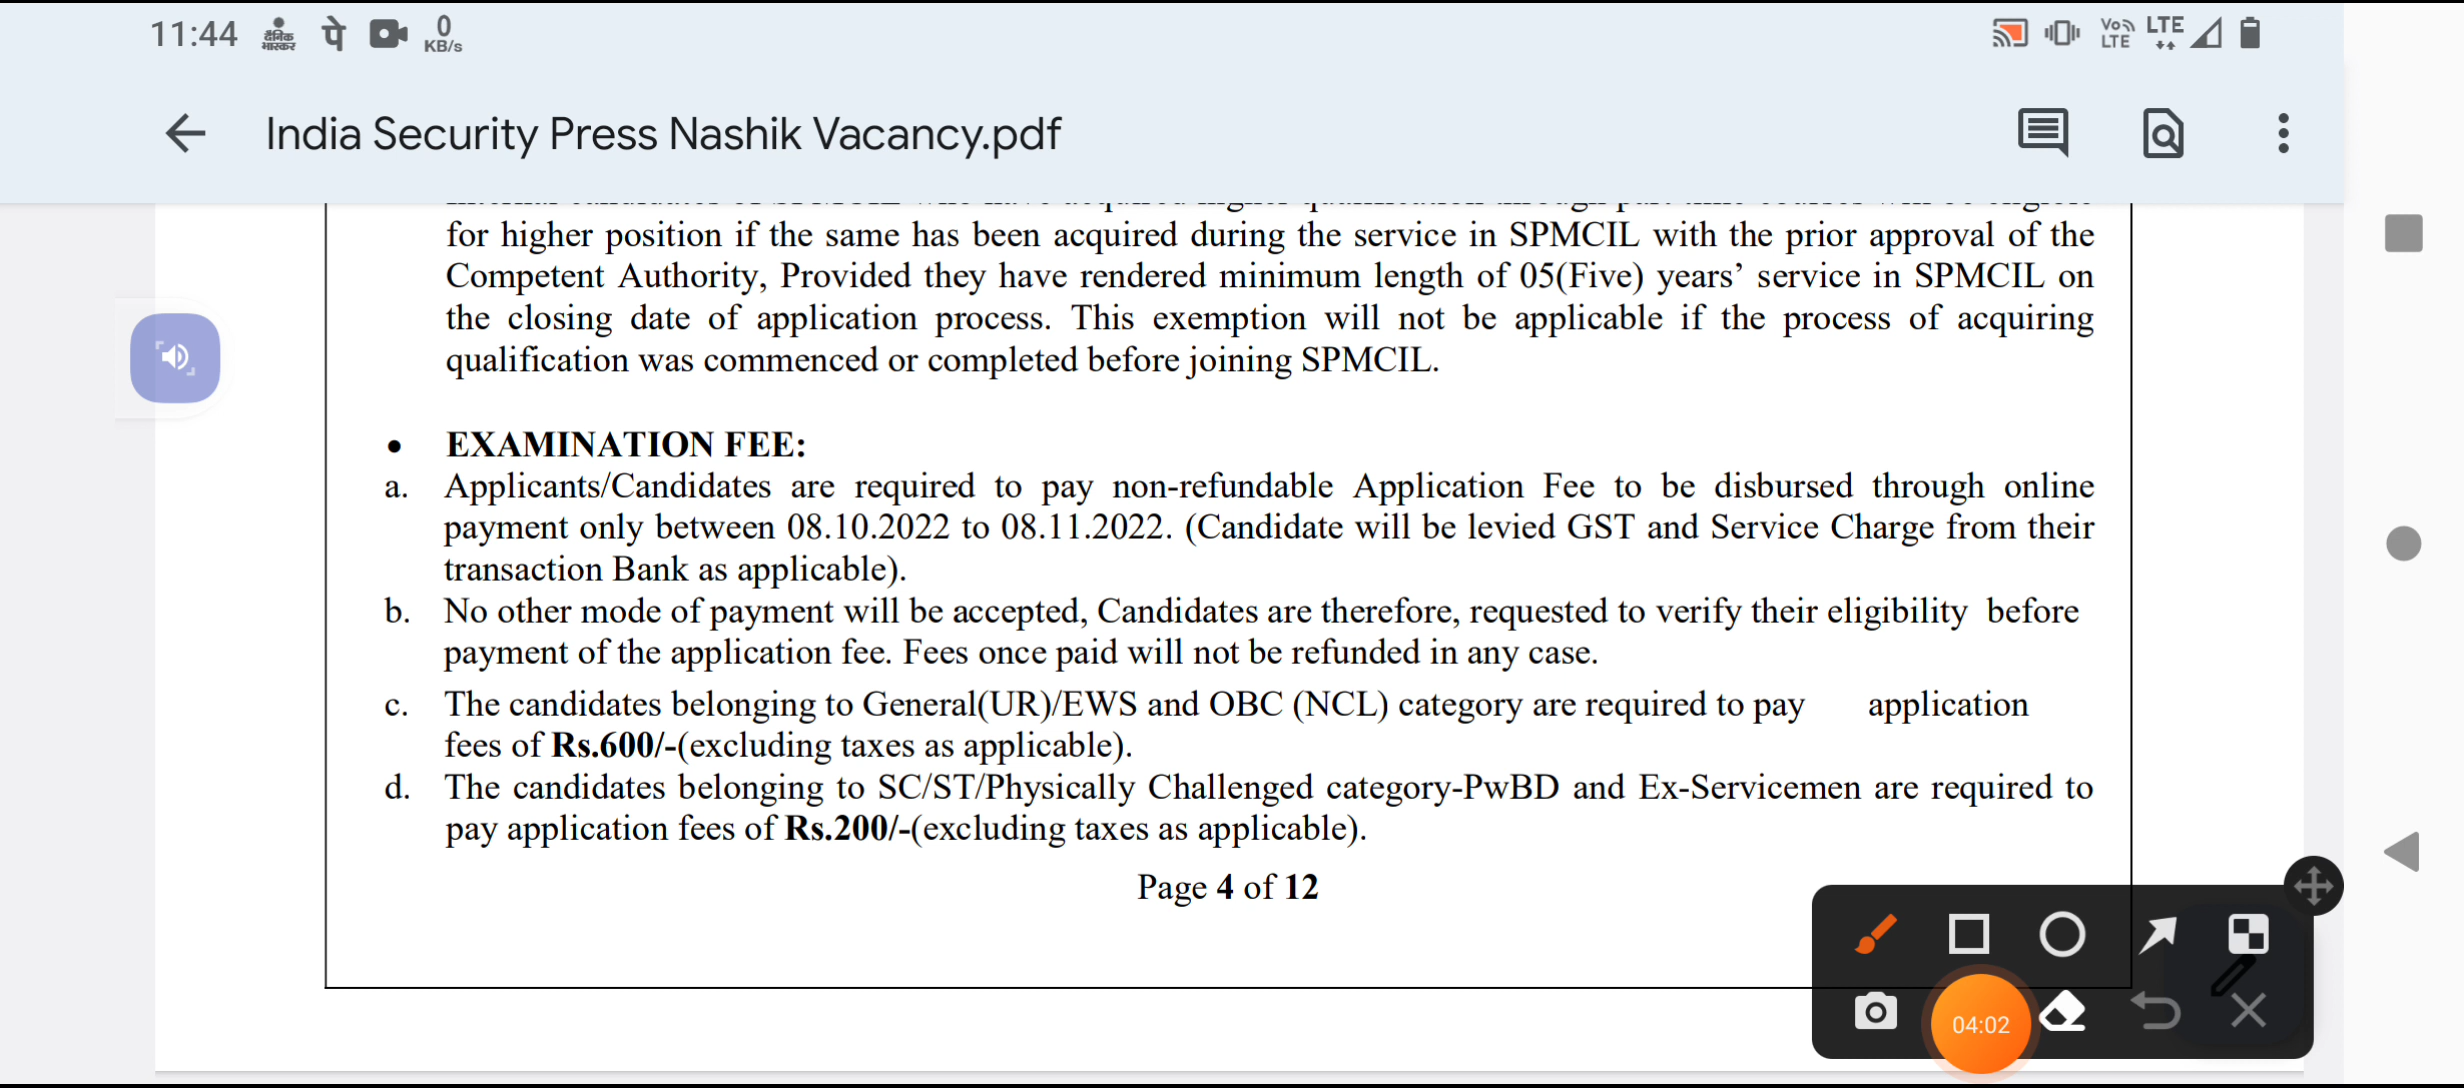 11:44 दैनिक भास्कर पे 0 KB/s Vo LTE LTE
India Security Press Nashik Vacancy.pdf
for higher position if the same has been acquired during the service in SPMCIL with the prior approval of the
Competent Authority, Provided they have rendered minimum length of 05(Five) years’ service in SPMCIL on
the closing date of application process. This exemption will not be applicable if the process of acquiring
qualification was commenced or completed before joining SPMCIL.
• EXAMINATION FEE:
a. Applicants/Candidates are required to pay non-refundable Application Fee to be disbursed through online
payment only between 08.10.2022 to 08.11.2022. (Candidate will be levied GST and Service Charge from their
transaction Bank as applicable).
b. No other mode of payment will be accepted, Candidates are therefore, requested to verify their eligibility before
payment of the application fee. Fees once paid will not be refunded in any case.
c. The candidates belonging to General(UR)/EWS and OBC (NCL) category are required to pay application
fees of Rs.600/-(excluding taxes as applicable).
d. The candidates belonging to SC/ST/Physically Challenged category-PwBD and Ex-Servicemen are required to
pay application fees of Rs.200/-(excluding taxes as applicable).
Page 4 of 12
04:02